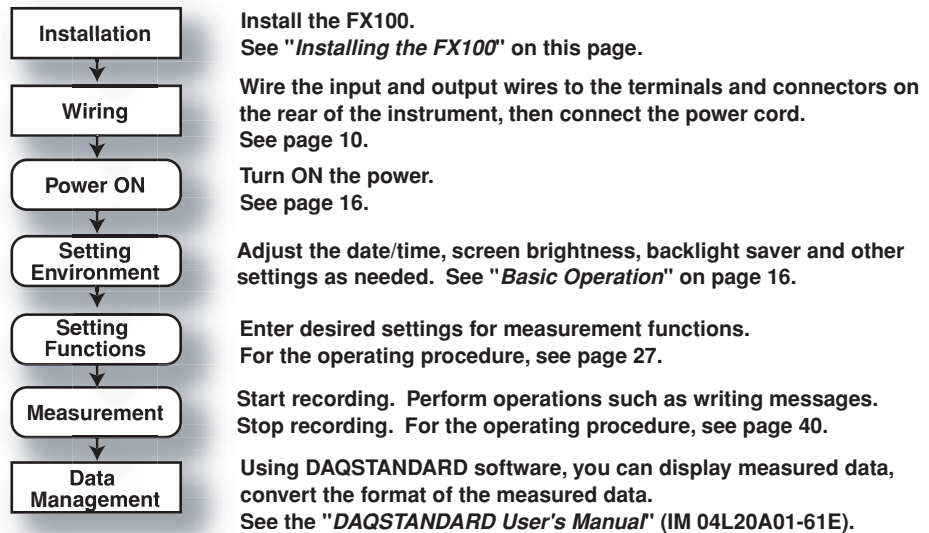 Installation
Install the FX100.
See "Installing the FX100" on this page.
Wiring
Wire the input and output wires to the terminals and connectors on
the rear of the instrument, then connect the power cord.
See page 10.
Power ON
Turn ON the power.
See page 16.
Setting
Environment
Adjust the date/time, screen brightness, backlight saver and other
settings as needed. See "Basic Operation" on page 16.
Setting
Functions
Enter desired settings for measurement functions.
For the operating procedure, see page 27.
Measurement
Start recording. Perform operations such as writing messages.
Stop recording. For the operating procedure, see page 40.
Data
Management
Using DAQSTANDARD software, you can display measured data,
convert the format of the measured data.
See the "DAQSTANDARD User's Manual" (IM 04L20A01-61E).